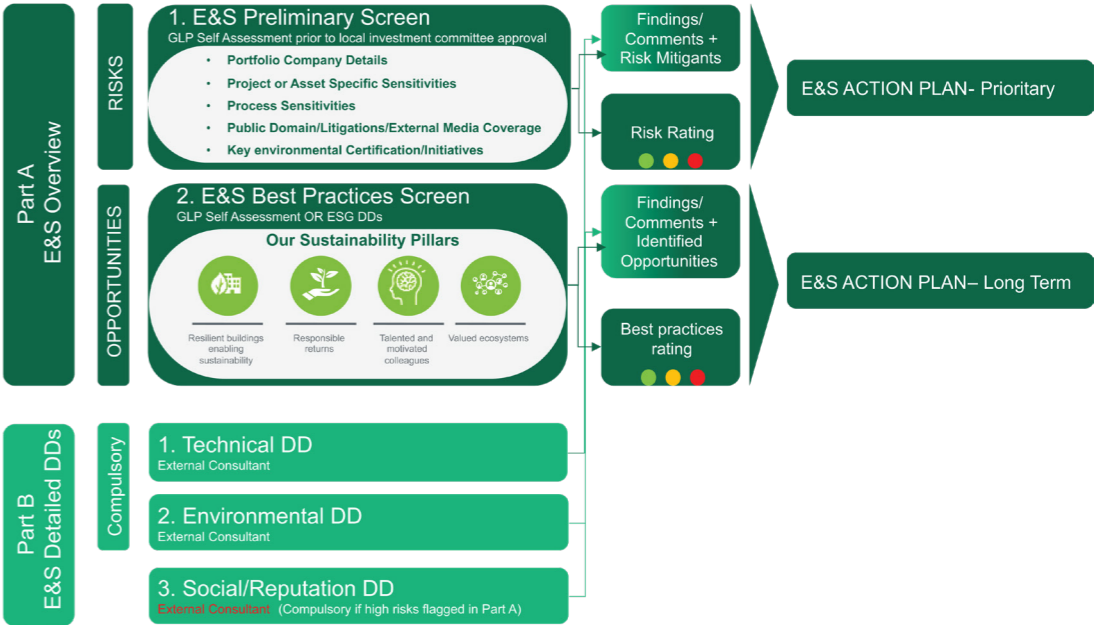 Part A
E&S Overview
RISKS
1. E&S Preliminary Screen
GLP Self Assessment prior to local investment committee approval
• Portfolio Company Details
• Project or Asset Specific Sensitivities
• Process Sensitivities
• Public Domain/Litigations/External Media Coverage
• Key environmental Certification/Initiatives
Findings/
Comments +
Risk Mitigants
Risk Rating
E&S ACTION PLAN- Prioritary
OPPORTUNITIES
2. E&S Best Practices Screen
GLP Self Assessment OR ESG DDs
Our Sustainability Pillars
Resilient buildings
enabling
sustainability
Responsible
returns
Talented and
motivated
colleagues
Valued ecosystems
Findings/
Comments +
Identified
Opportunities
Best practices
rating
E&S ACTION PLAN– Long Term
Part B
E&S Detailed DDs
Compulsory
1. Technical DD
External Consultant
2. Environmental DD
External Consultant
3. Social/Reputation DD
External Consultant (Compulsory if high risks flagged in Part A)